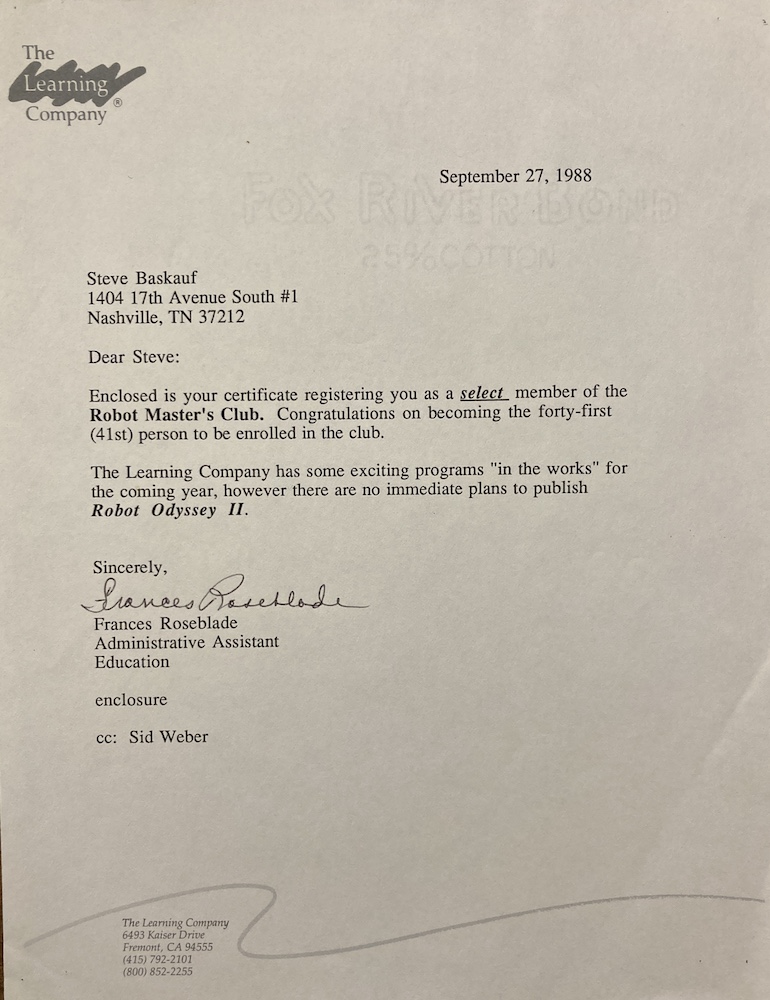 The
Learning
Company®
September 27, 1988
FOX RIVER BOND
25% COTTON
Steve Baskauf
1404 17th Avenue South #1
Nashville, TN 37212
Dear Steve:
Enclosed is your certificate registering you as a select member of the
Robot Master's Club. Congratulations on becoming the forty-first
(41st) person to be enrolled in the club.
The Learning Company has some exciting programs "in the works" for
the coming year, however there are no immediate plans to publish
Robot Odyssey II.
Sincerely,
Frances Roseblade
Frances Roseblade
Administrative Assistant
Education
enclosure
cc: Sid Weber
The Learning Company
6493 Kaiser Drive
Fremont, CA 94555
(415) 792-2101
(800) 852-2255